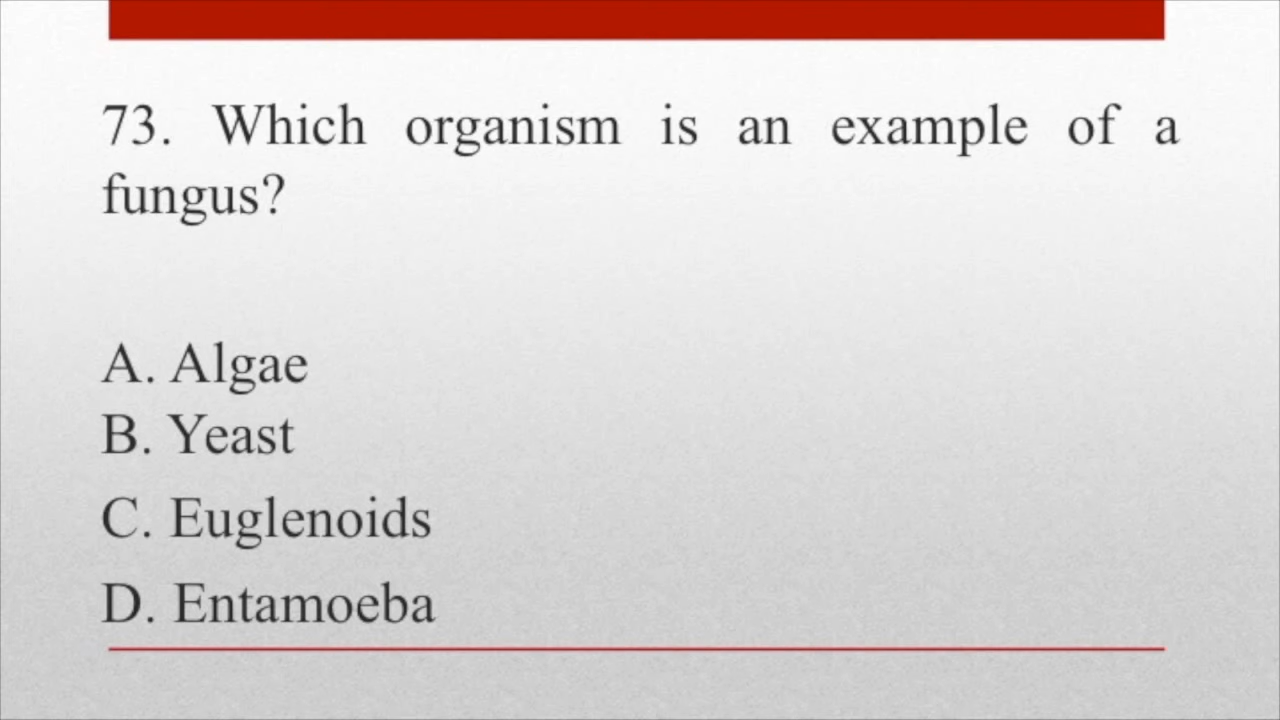 73. Which organism is an example of a
fungus?
A. Algae
B. Yeast
C. Euglenoids
D. Entamoeba